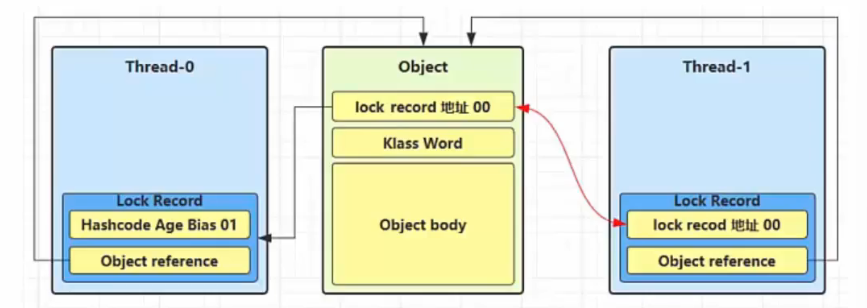 Thread-0
Lock Record
Hashcode Age Bias 01
Object reference
Object
lock record 地址 00
Klass Word
Object body
Thread-1
Lock Record
lock recod 地址 00
Object reference